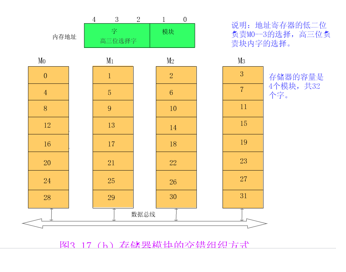 4 3 2 1 0
内存地址
字 模块
高三位选择字
说明：地址寄存器的低二位
负责M0—3的选择，高三位负
责块内字的选择。
M0 M1 M2 M3
0 1 2 3
4 5 6 7
8 9 10 11
12 13 14 15
16 17 18 19
20 21 22 23
24 25 26 27
28 29 30 31
存储器的容量是
4个模块，共32
个字。
数据总线
图3.17（b）存储器模块的交错组织方式